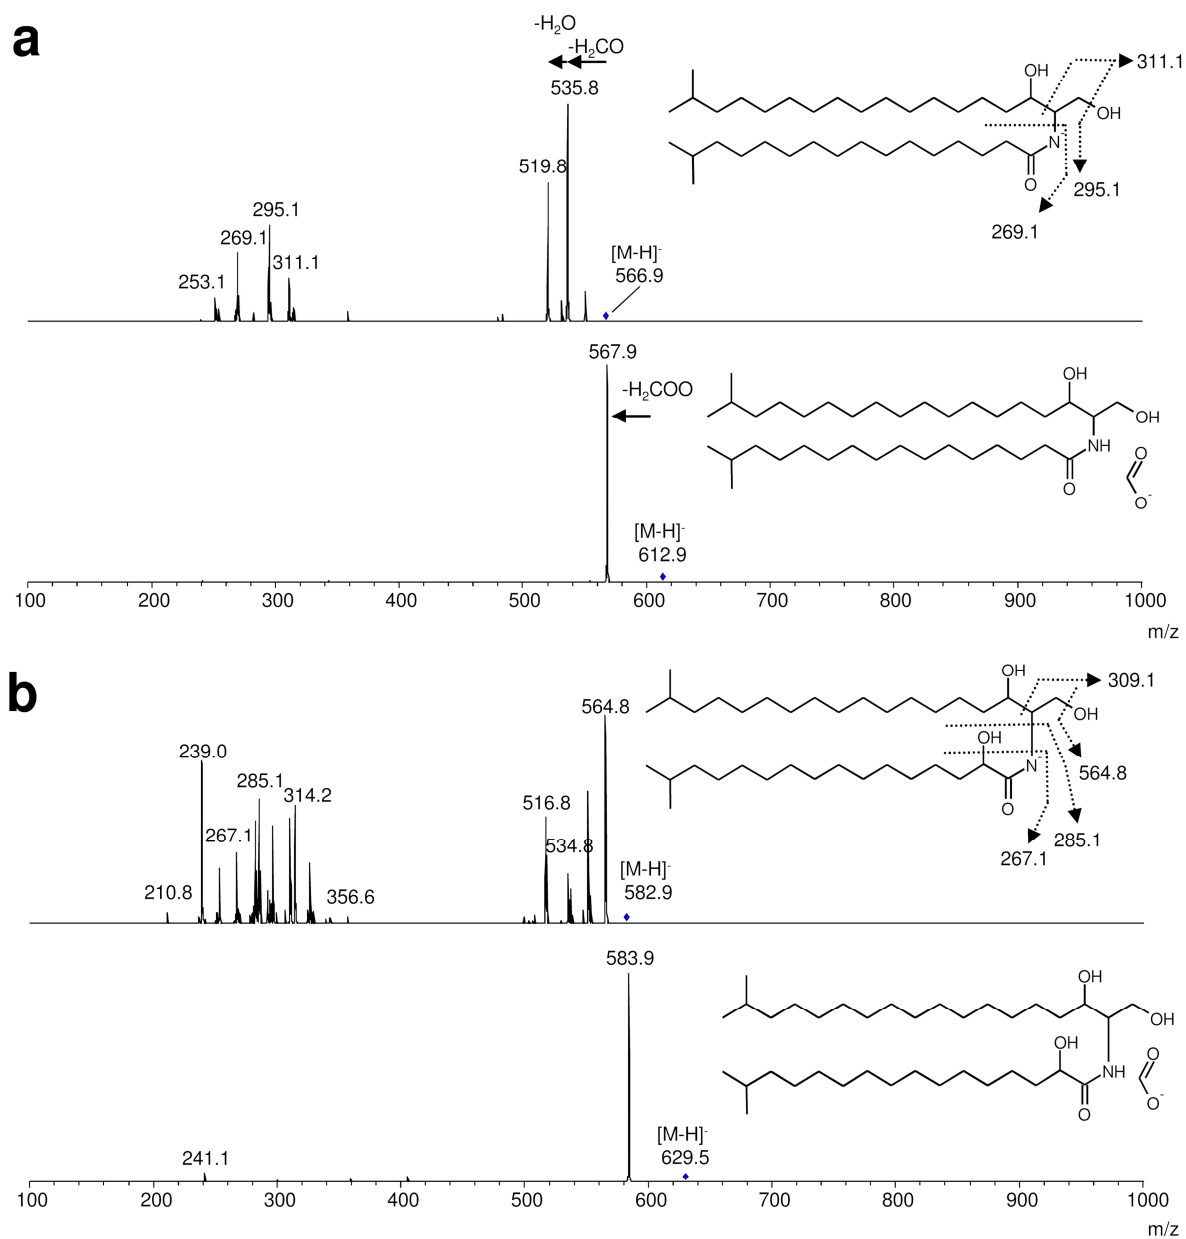 a
-H₂O
-H₂CO
535.8
519.8
295.1
269.1
311.1
253.1
[M-H]⁻
566.9
OH
OH
N⁻
O
311.1
295.1
269.1
567.9
-H₂COO
[M-H]⁻
612.9
OH
OH
NH
O
O
O⁻
100 200 300 400 500 600 700 800 900 1000
m/z
b
564.8
239.0
285.1
314.2
267.1
210.8
356.6
516.8
534.8
[M-H]⁻
582.9
OH
OH
OH
N⁻
O
309.1
564.8
285.1
267.1
583.9
241.1
[M-H]⁻
629.5
OH
OH
OH
NH
O
O
O⁻
100 200 300 400 500 600 700 800 900 1000
m/z